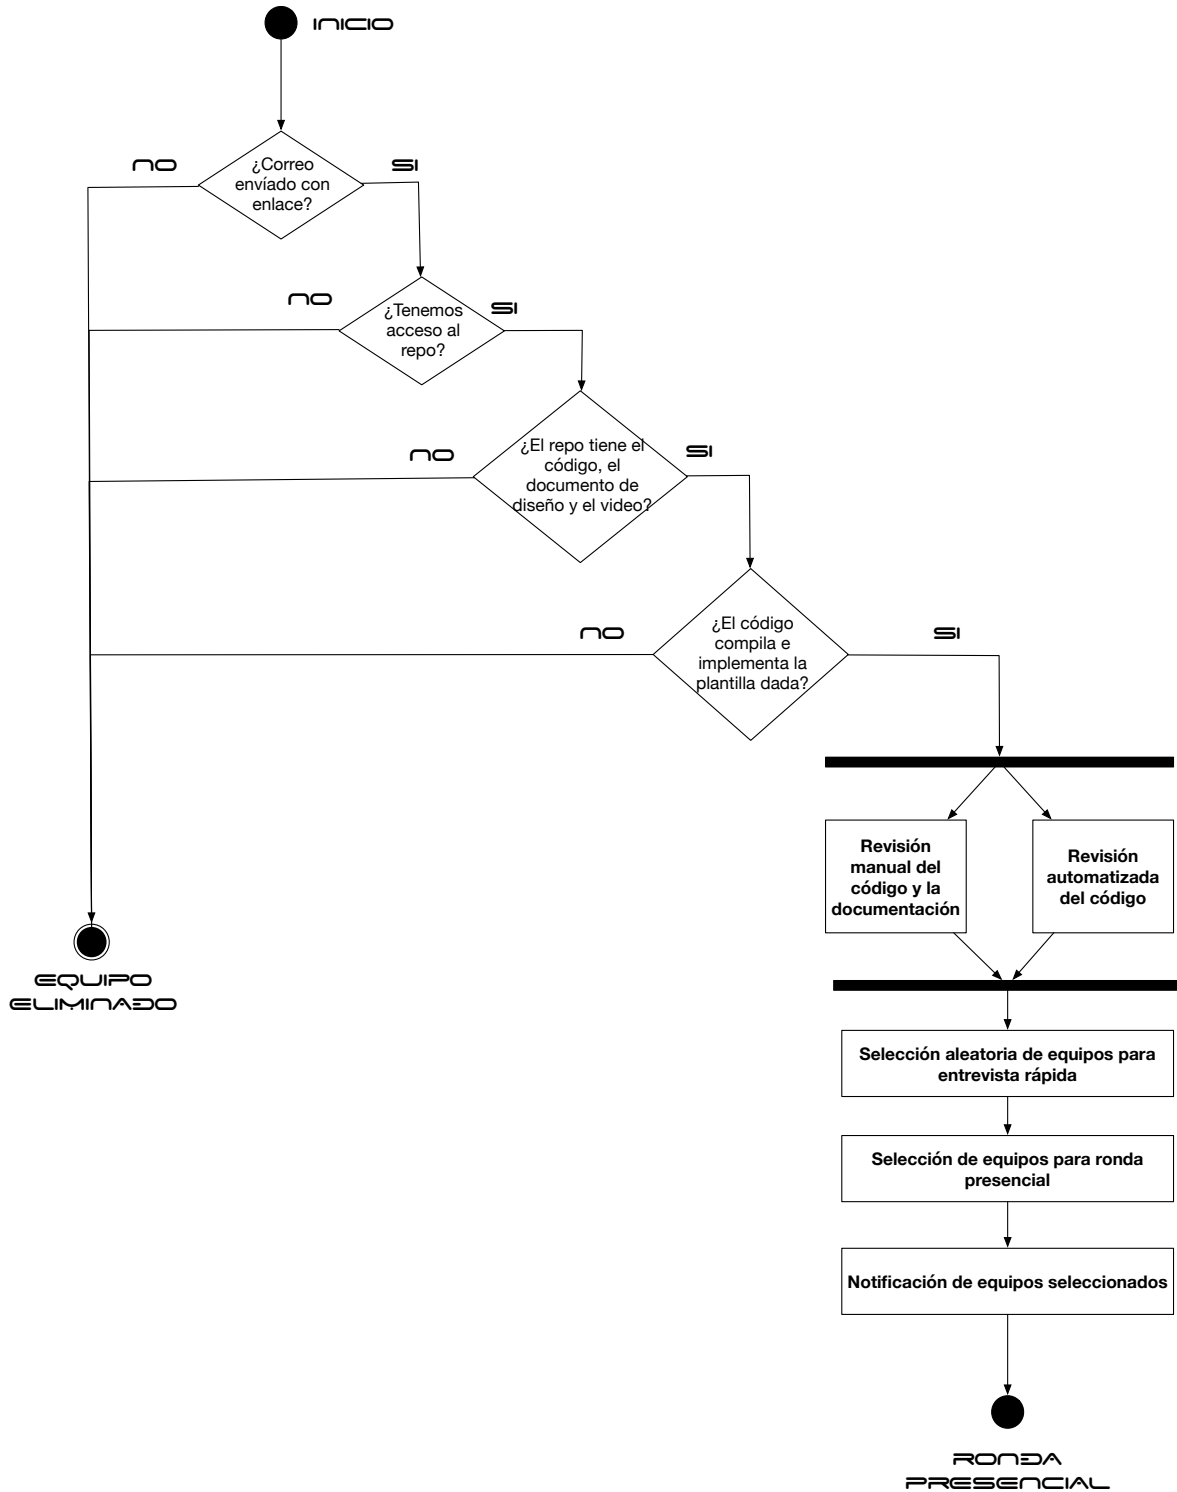 INICIO
¿Correo
envíado con
enlace?
NO
SI
¿Tenemos
acceso al
repo?
NO
SI
¿El repo tiene el
código, el
documento de
diseño y el video?
NO
SI
¿El código
compila e
implementa la
plantilla dada?
NO
SI
Revisión
manual del
código y la
documentación
Revisión
automatizada
del código
EQUIPO
ELIMINADO
Selección aleatoria de equipos para
entrevista rápida
Selección de equipos para ronda
presencial
Notificación de equipos seleccionados
RONDA
PRESENCIAL